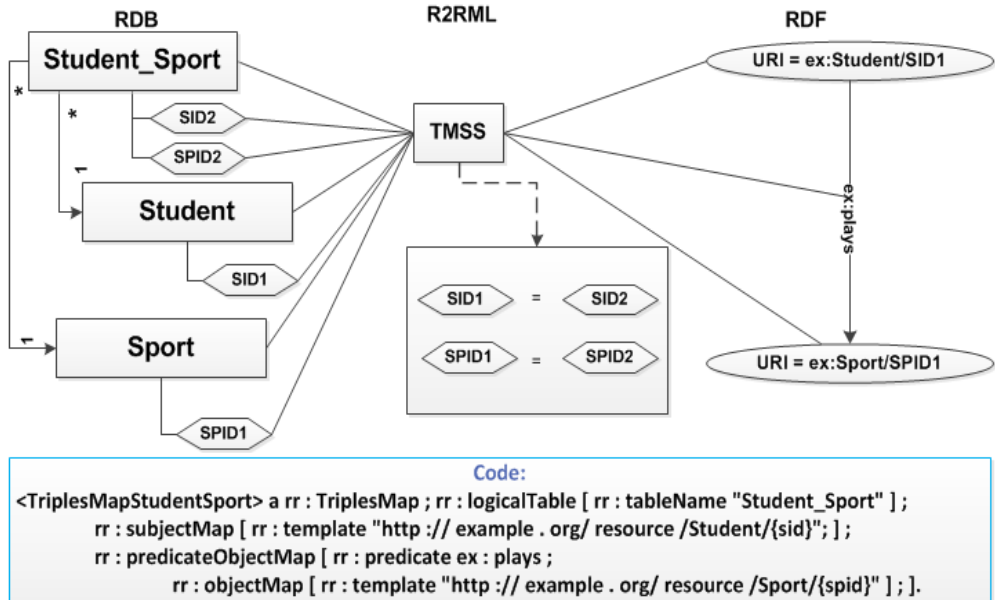 RDB
R2RML
RDF
Student_Sport
URI = ex:Student/SID1
*
*
SID2
TMSS
SPID2
1
Student
ex:plays
SID1
SID1 = SID2
1
Sport
SPID1 = SPID2
URI = ex:Sport/SPID1
SPID1
Code:
<TriplesMapStudentSport> a rr : TriplesMap ; rr : logicalTable [ rr : tableName "Student_Sport" ] ;
rr : subjectMap [ rr : template "http :// example . org/ resource /Student/{sid}"; ] ;
rr : predicateObjectMap [ rr : predicate ex : plays ;
rr : objectMap [ rr : template "http :// example . org/ resource /Sport/{spid}" ] ; ].